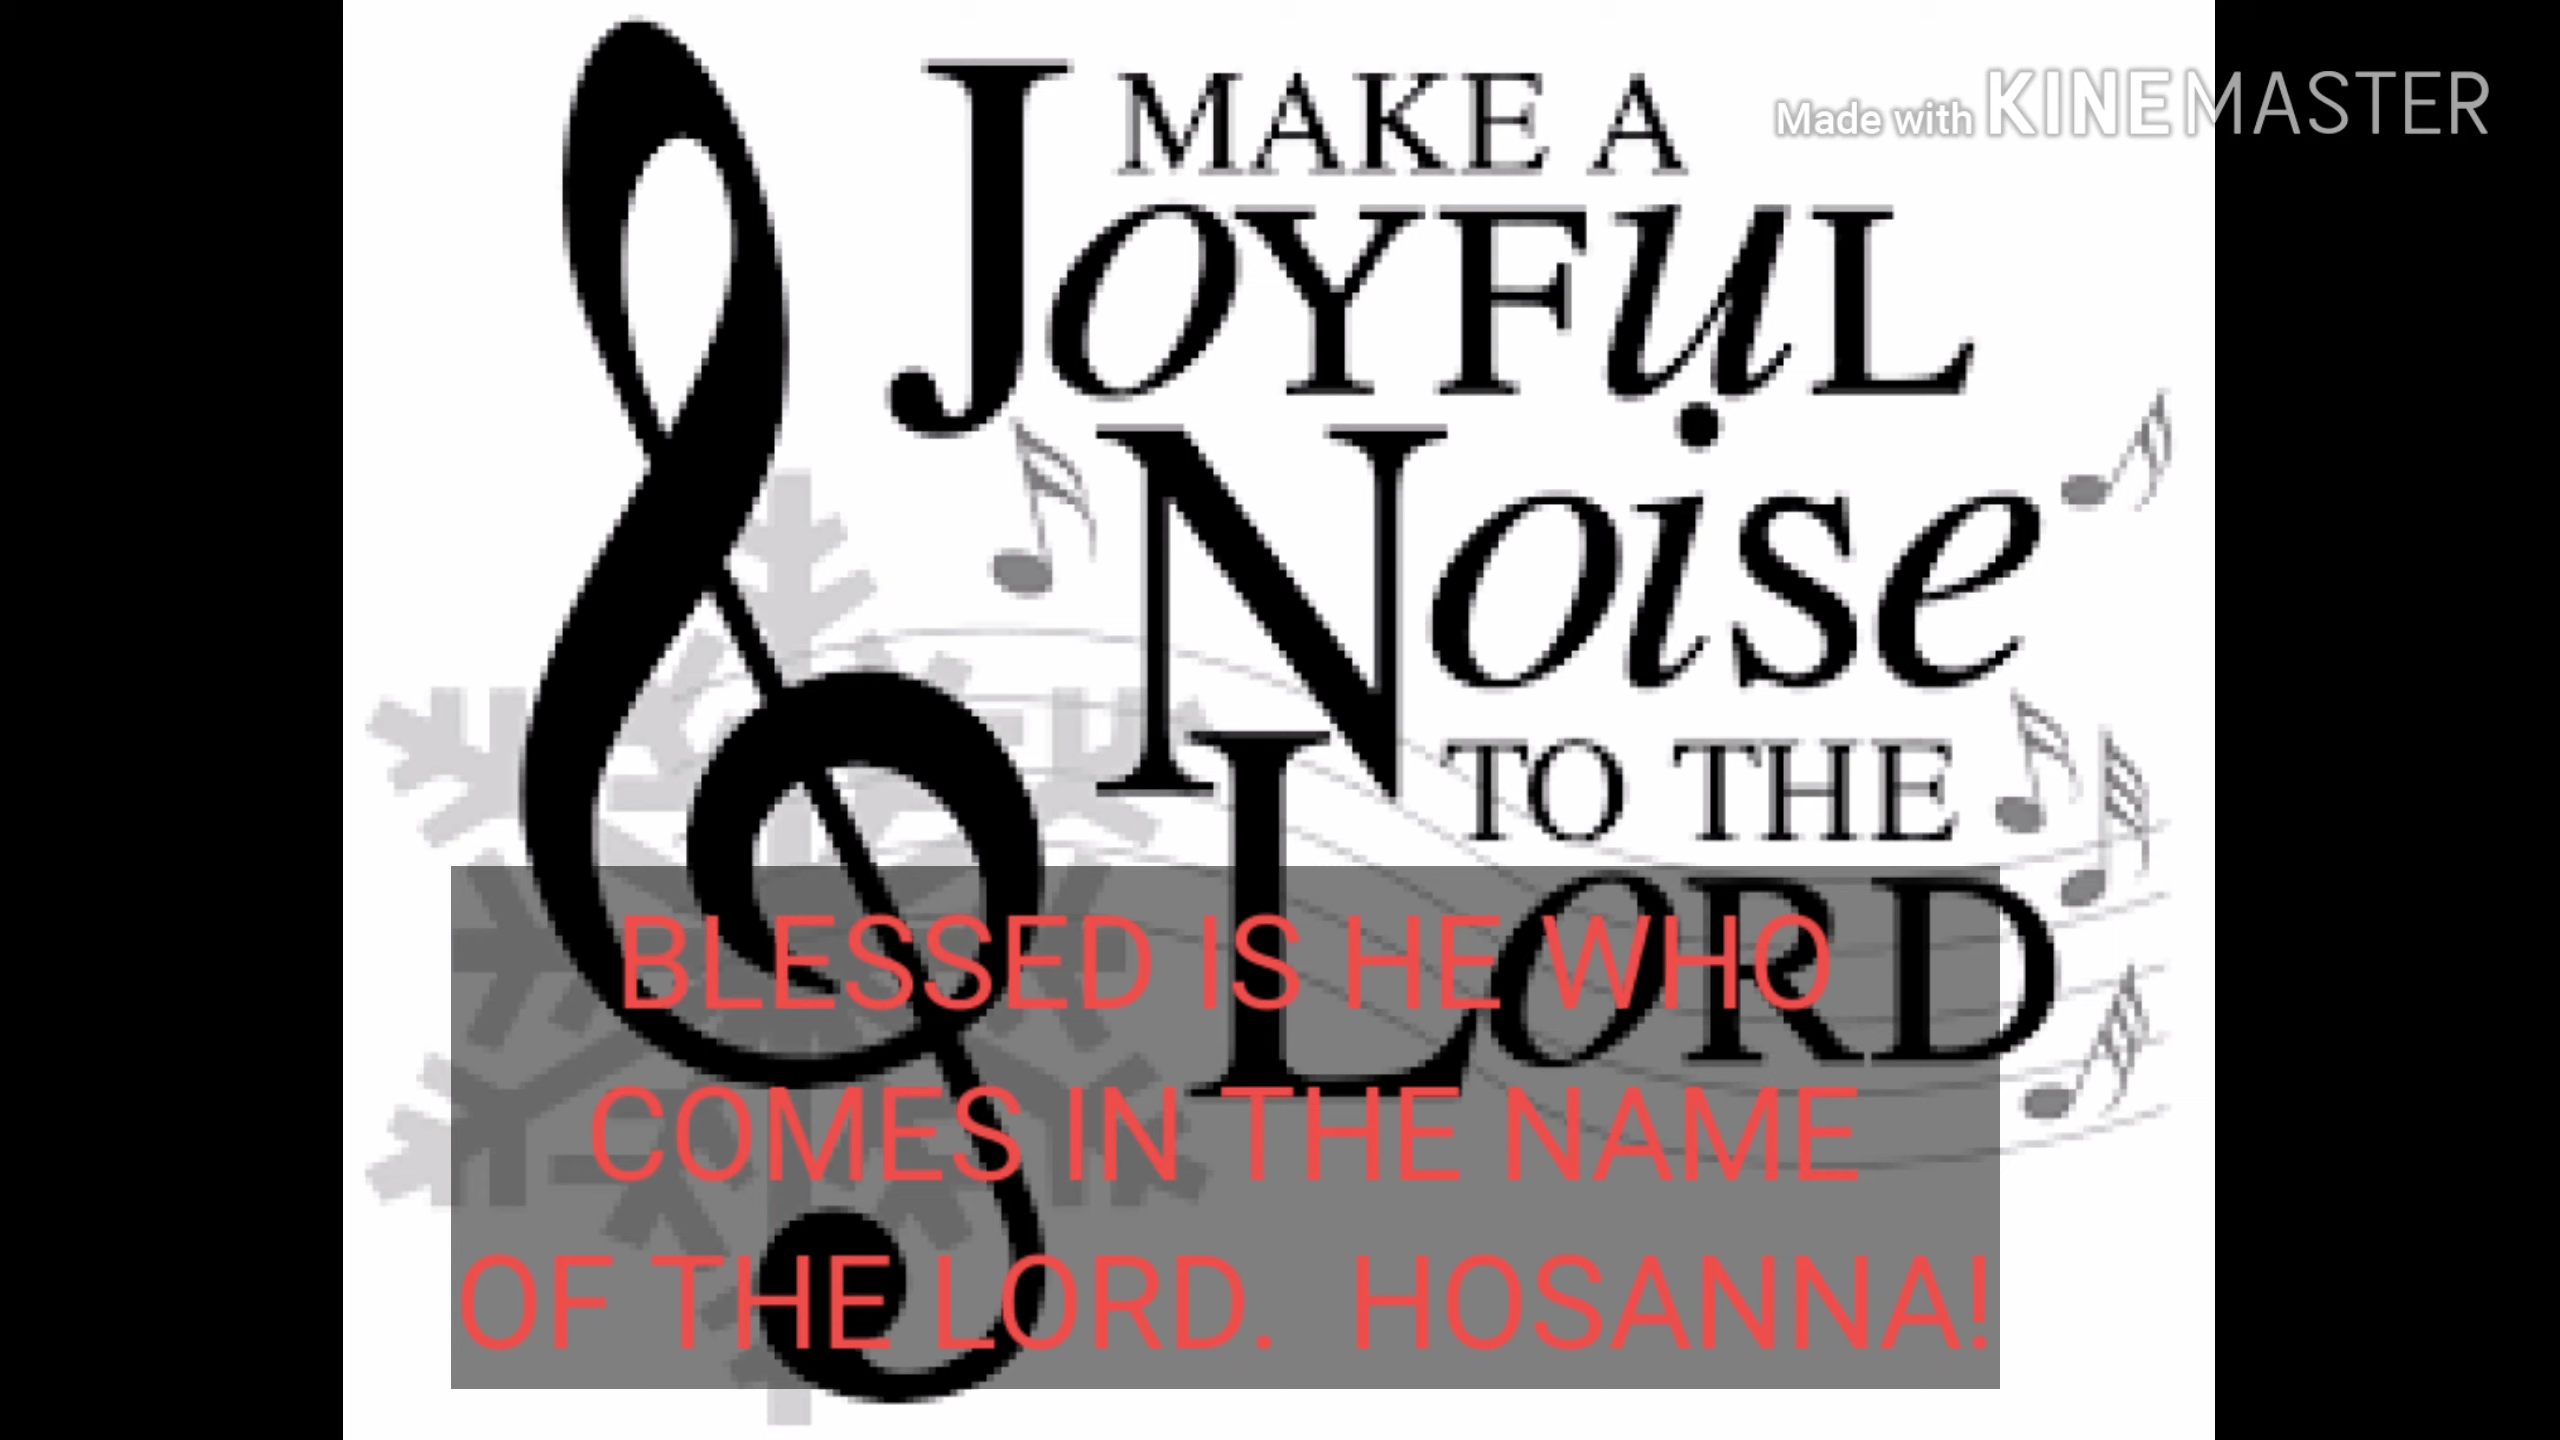 Made with KINEMASTER
MAKE A
JOYFUL
NOiSe
TO THE
LORD
BLESSED IS HE WHO
COMES IN THE NAME
OF THE LORD.  HOSANNA!